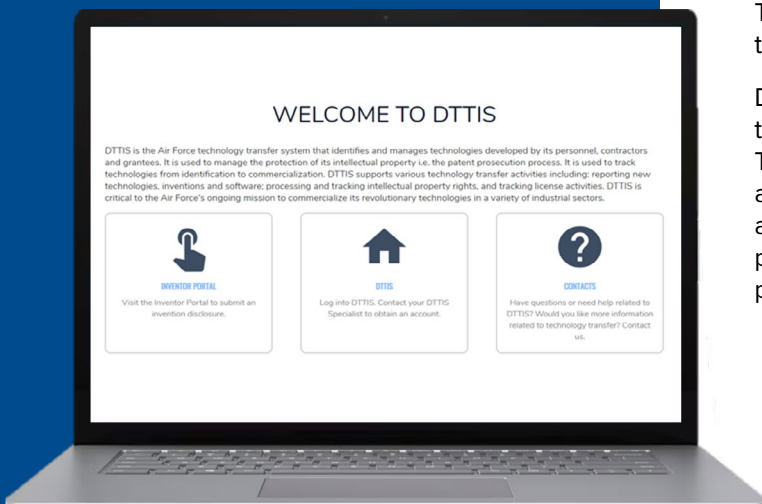 WELCOME TO DTTIS
DTTIS is the Air Force technology transfer system that identifies and manages technologies developed by its personnel, contractors
and grantees. It is used to manage the protection of its intellectual property i.e. the patent prosecution process. It is used to track
technologies from identification to commercialization. DTTIS supports various technology transfer activities including: reporting new
technologies, inventions and software; processing and tracking intellectual property rights, and tracking license activities. DTTIS is
critical to the Air Force's ongoing mission to commercialize its revolutionary technologies in a variety of industrial sectors.
INVENTOR PORTAL
Visit the Inventor Portal to submit an
invention disclosure.
DTTIS
Log into DTTIS. Contact your DTTIS
Specialist to obtain an account.
?
CONTACTS
Have questions or need help related to
DTTIS? Would you like more information
related to technology transfer? Contact
us.